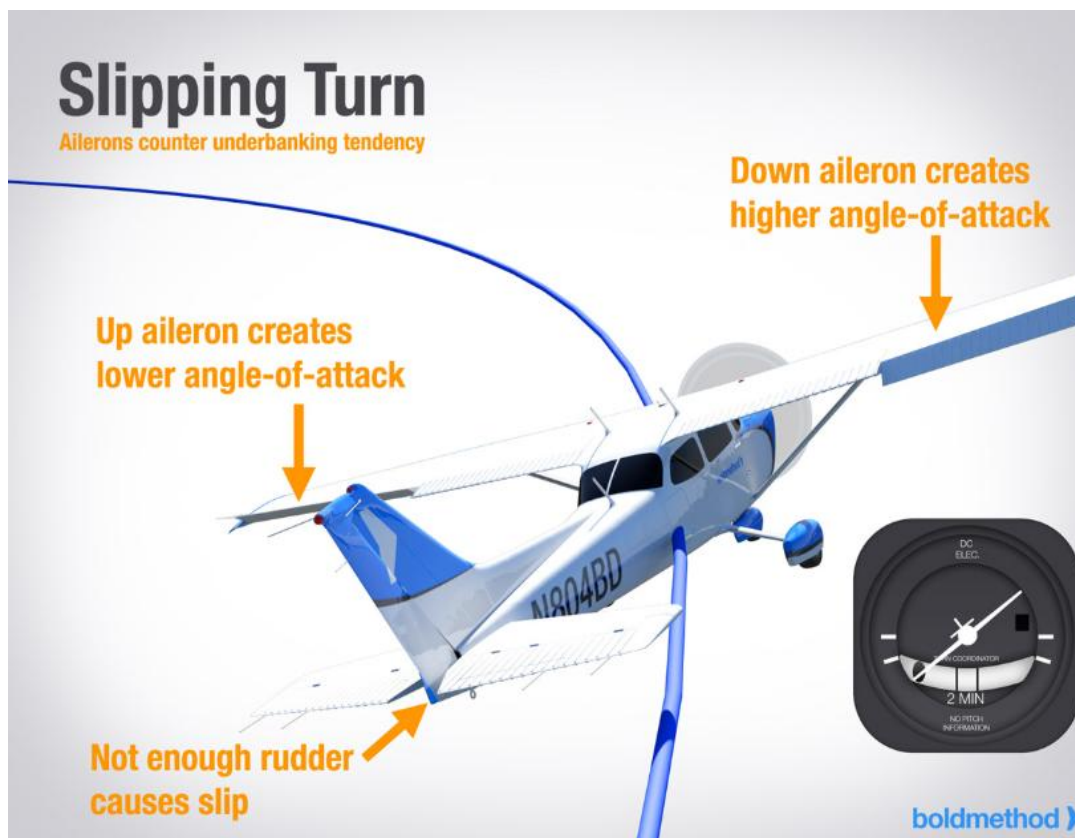 Slipping Turn
Ailerons counter underbanking tendency
Down aileron creates
higher angle-of-attack
Up aileron creates
lower angle-of-attack
N804BD
DC
ELEC.
TURN COORDINATOR
2 MIN
NO PITCH
INFORMATION
Not enough rudder
causes slip
boldmethod